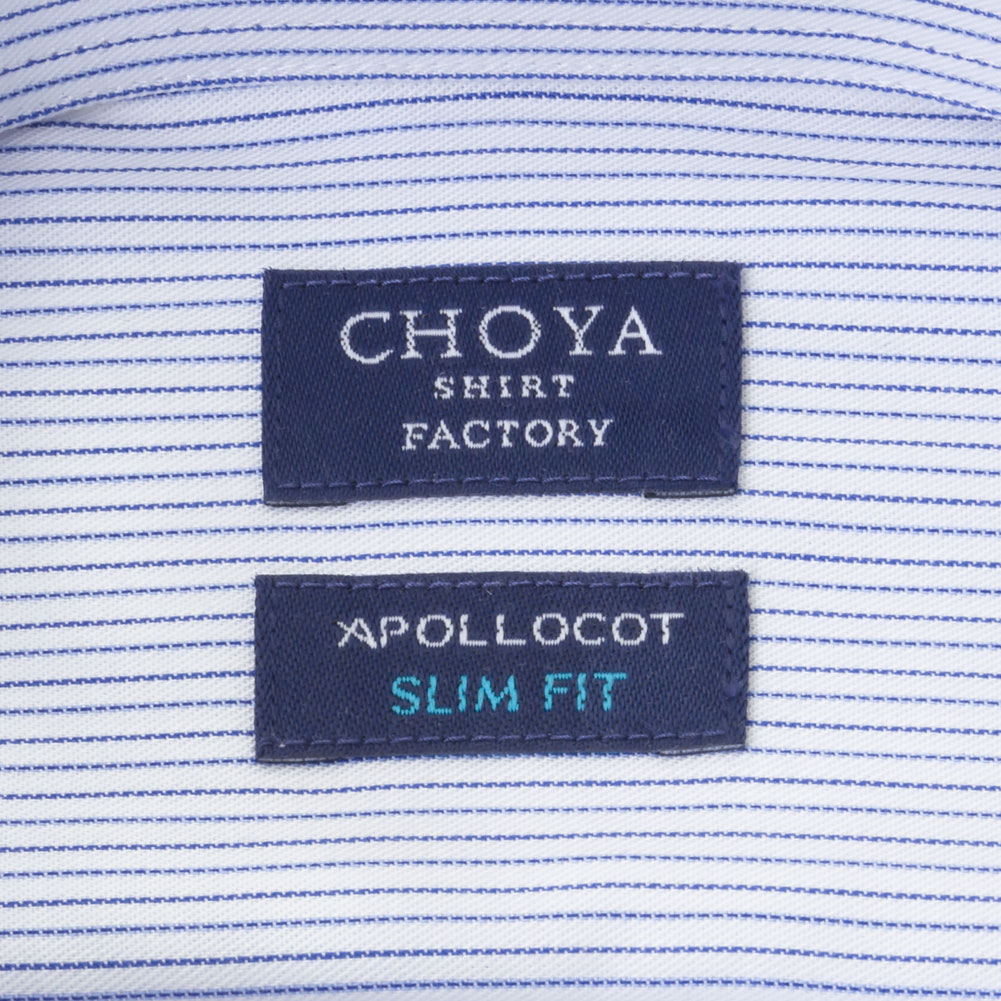 CHOYA
SHIRT
FACTORY
APOLLOCOT
SLIM FIT